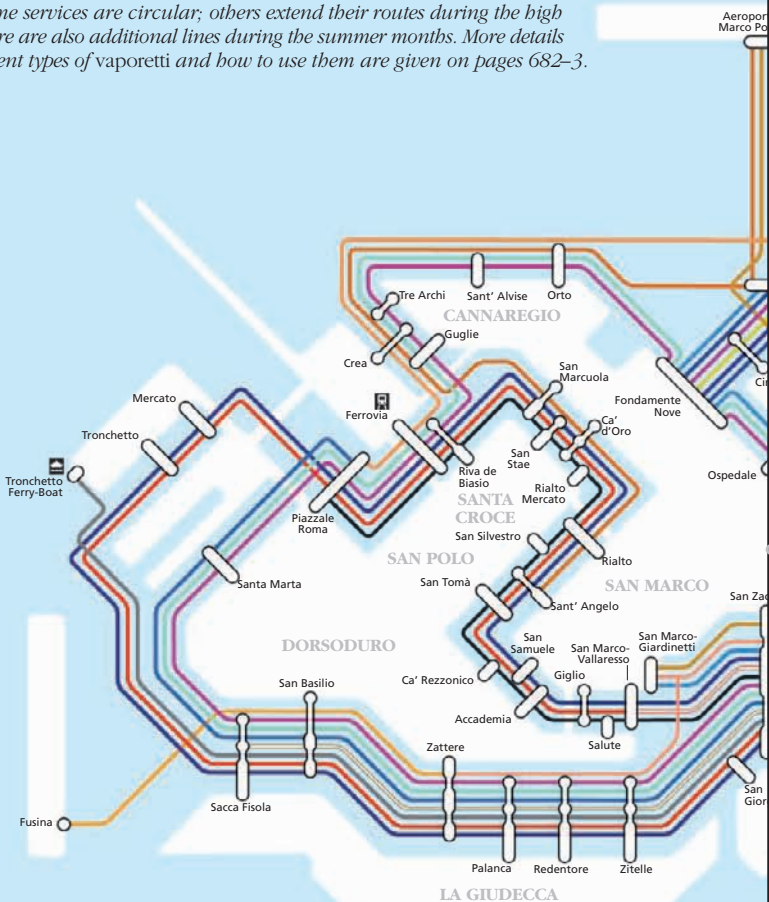 ne services are circular; others extend their routes during the high
re are also additional lines during the summer months. More details
ent types of vaporetti and how to use them are given on pages 682–3.
Aeropor
Marco Po
Tre Archi
Sant' Alvise
Orto
CANNAREGIO
Guglie
Crea
San
Marcuola
Mercato
Ferrovia
Fondamente
Nove
Cir
Ca'
d'Oro
Tronchetto
San
Stae
Riva de
Biasio
Tronchetto
Ferry-Boat
Ospedale
Rialto
Mercato
SANTA
CROCE
Piazzale
Roma
San Silvestro
SAN POLO
Rialto
Santa Marta
San Tomà
SAN MARCO
San Zac
Sant' Angelo
DORSODURO
San
Samuele
San Marco-
Vallaresso
San Marco-
Giardinetti
San Basilio
Ca' Rezzonico
Giglio
Accademia
Salute
Zattere
Sacca Fisola
San
Gior
Fusina
Palanca
Redentore
Zitelle
LA GIUDECCA